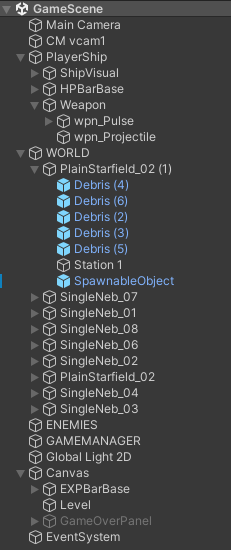 GameScene
Main Camera
CM vcam1
PlayerShip
ShipVisual
HPBarBase
Weapon
wpn_Pulse
wpn_Projectile
WORLD
PlainStarfield_02 (1)
Debris (4)
Debris (6)
Debris (2)
Debris (3)
Debris (5)
Station 1
SpawnableObject
SingleNeb_07
SingleNeb_01
SingleNeb_08
SingleNeb_06
SingleNeb_02
PlainStarfield_02
SingleNeb_04
SingleNeb_03
ENEMIES
GAMEMANAGER
Global Light 2D
Canvas
EXPBarBase
Level
GameOverPanel
EventSystem